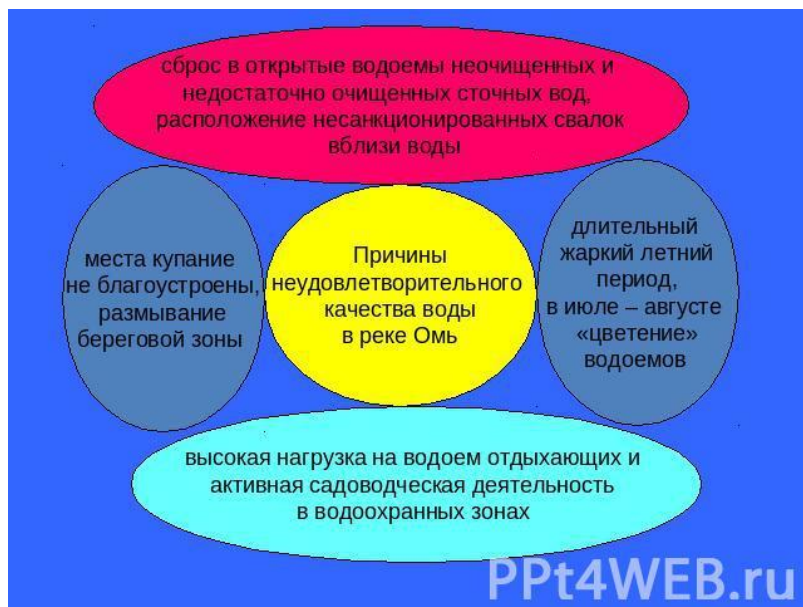 сброс в открытые водоемы неочищенных и
недостаточно очищенных сточных вод,
расположение несанкционированных свалок
вблизи воды
места купание
не благоустроены,
размывание
береговой зоны
Причины
неудовлетворительного
качества воды
в реке Омь
длительный
жаркий летний
период,
в июле – августе
«цветение»
водоемов
высокая нагрузка на водоем отдыхающих и
активная садоводческая деятельность
в водоохранных зонах
PPt4WEB.ru